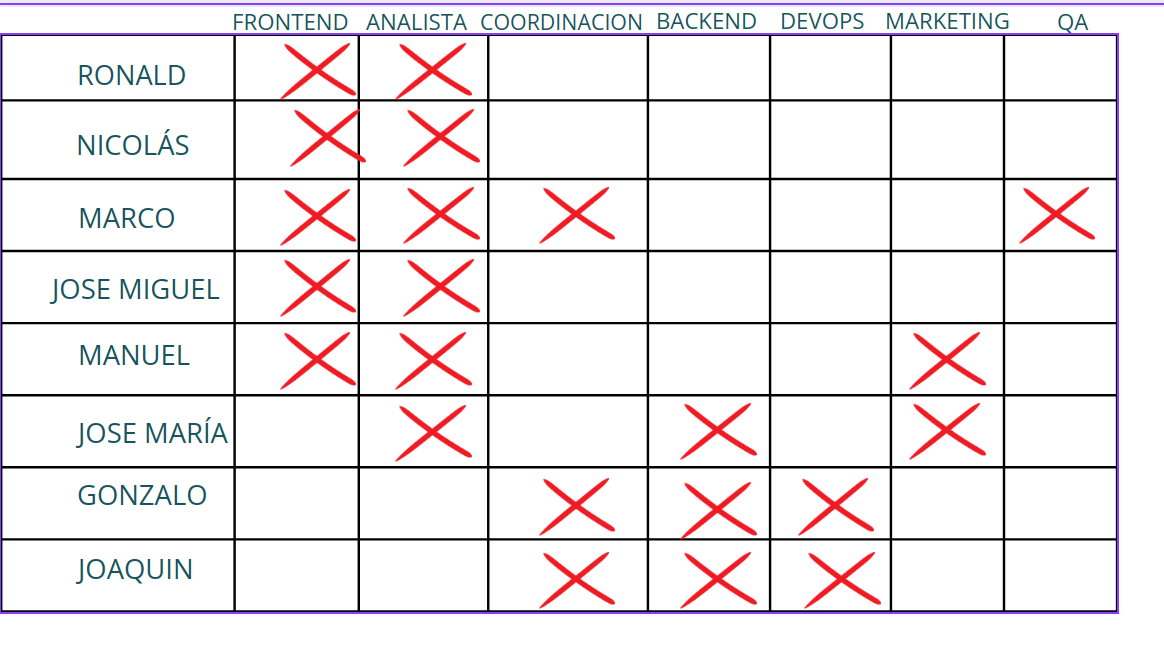 FRONTEND ANALISTA COORDINACION BACKEND DEVOPS MARKETING QA
RONALD
NICOLÁS
MARCO
JOSE MIGUEL
MANUEL
JOSE MARÍA
GONZALO
JOAQUIN